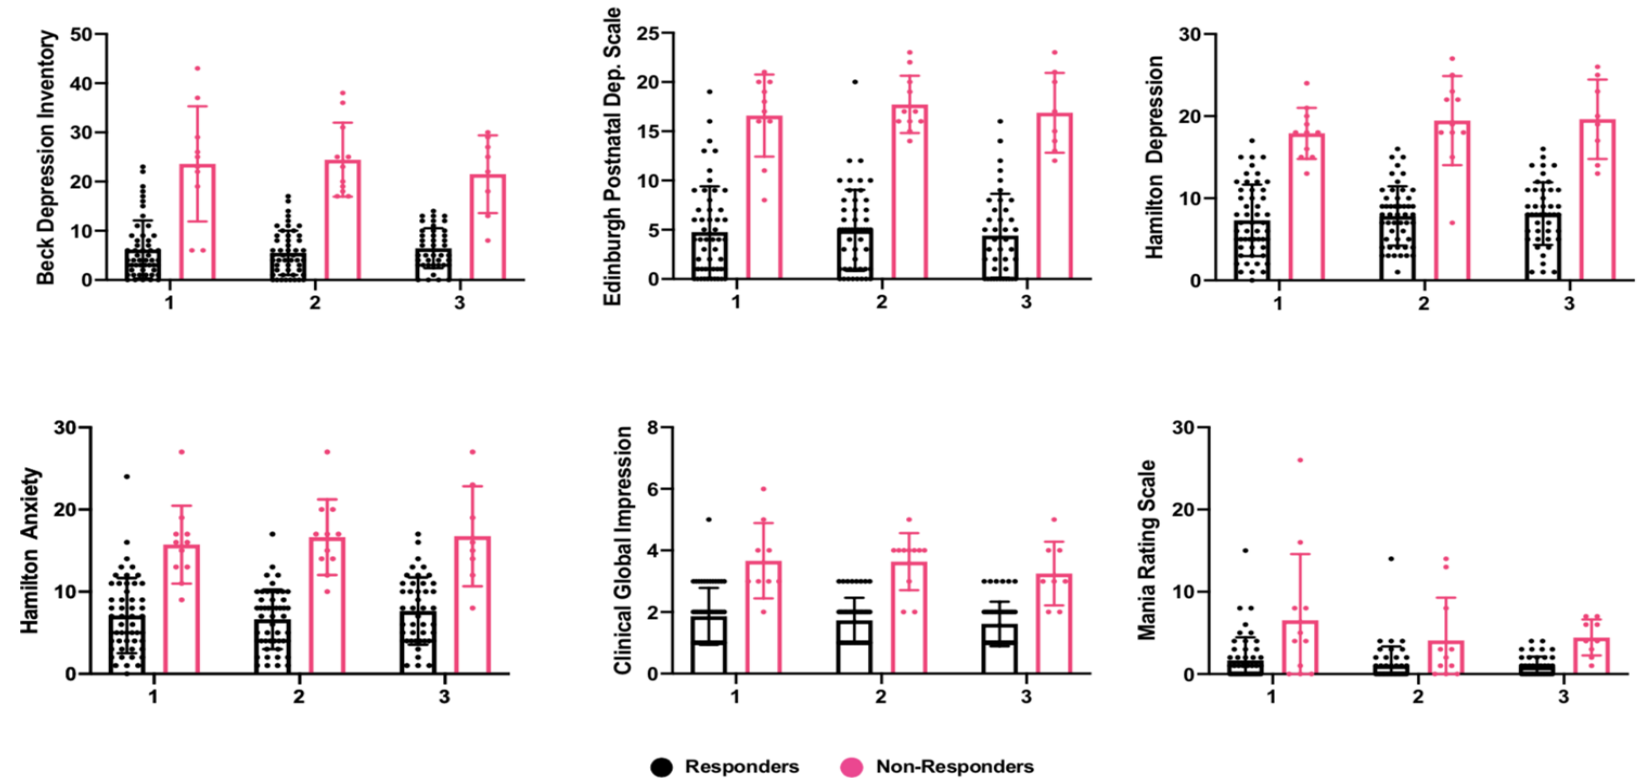 Beck Depression Inventory
50
40
30
20
10
0
1 2 3
Edinburgh Postnatal Dep. Scale
25
20
15
10
5
0
1 2 3
Hamilton Depression
30
20
10
0
1 2 3
Hamilton Anxiety
30
20
10
0
1 2 3
Clinical Global Impression
8
6
4
2
0
1 2 3
Mania Rating Scale
30
20
10
0
1 2 3
Responders Non-Responders